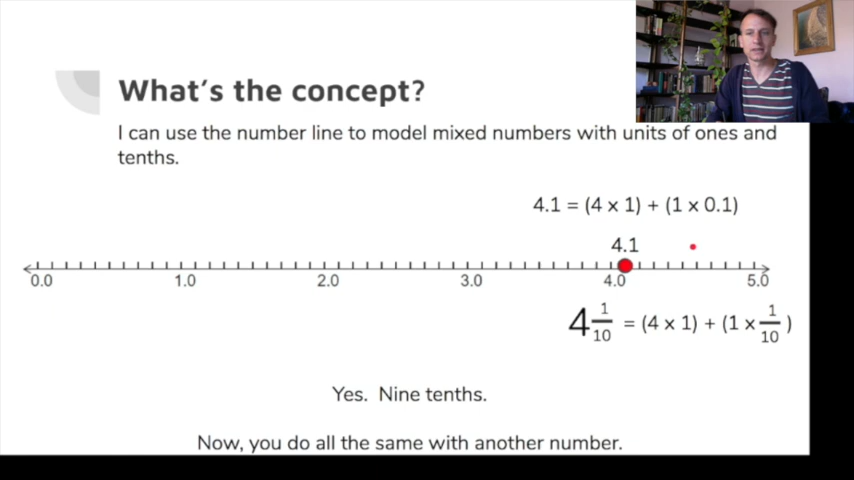 What's the concept?
I can use the number line to model mixed numbers with units of ones and
tenths.
4.1 = (4 x 1) + (1 x 0.1)
4.1
0.0 1.0 2.0 3.0 4.0 5.0
4 1/10 = (4 x 1) + (1 x 1/10 )
Yes. Nine tenths.
Now, you do all the same with another number.